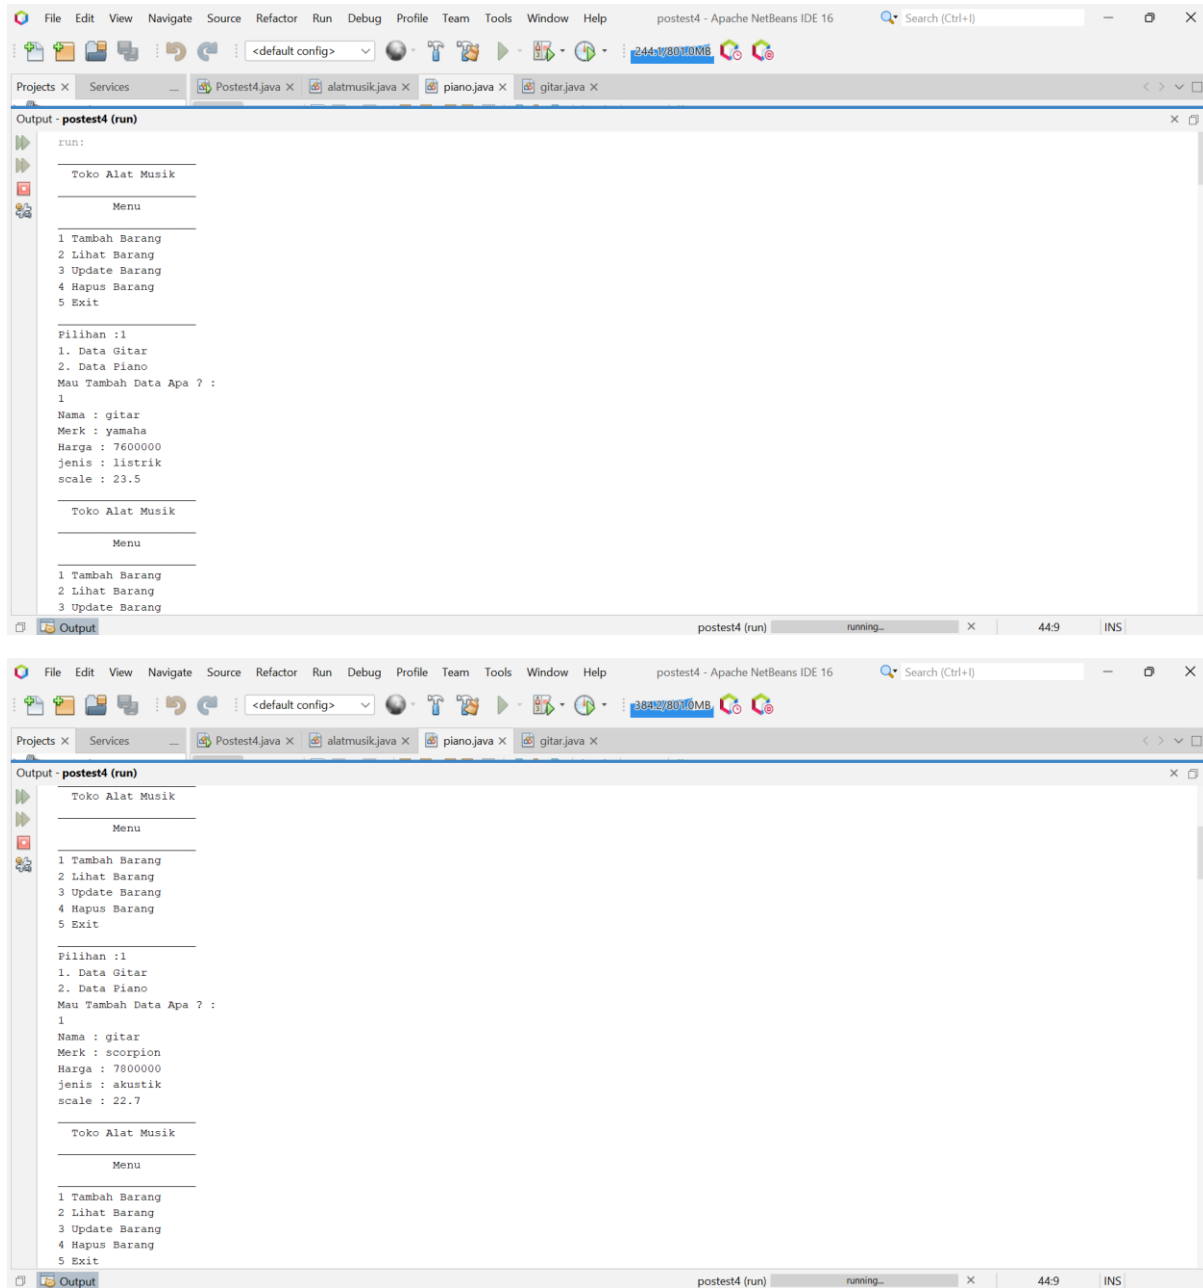 File Edit View Navigate Source Refactor Run Debug Profile Team Tools Window Help postest4 - Apache NetBeans IDE 16 Search (Ctrl+I)
<default config> 244.1/801.0MB
Projects Services Postest4.java alatmusik.java piano.java gitar.java
Output - postest4 (run)
run:
Toko Alat Musik
Menu
1 Tambah Barang
2 Lihat Barang
3 Update Barang
4 Hapus Barang
5 Exit
Pilihan :1
1. Data Gitar
2. Data Piano
Mau Tambah Data Apa ? :
1
Nama : gitar
Merk : yamaha
Harga : 7600000
jenis : listrik
scale : 23.5
Toko Alat Musik
Menu
1 Tambah Barang
2 Lihat Barang
3 Update Barang
Output postest4 (run) running... 44:9 INS
File Edit View Navigate Source Refactor Run Debug Profile Team Tools Window Help postest4 - Apache NetBeans IDE 16 Search (Ctrl+I)
<default config> 384.2/801.0MB
Projects Services Postest4.java alatmusik.java piano.java gitar.java
Output - postest4 (run)
Toko Alat Musik
Menu
1 Tambah Barang
2 Lihat Barang
3 Update Barang
4 Hapus Barang
5 Exit
Pilihan :1
1. Data Gitar
2. Data Piano
Mau Tambah Data Apa ? :
1
Nama : gitar
Merk : scorpion
Harga : 7800000
jenis : akustik
scale : 22.7
Toko Alat Musik
Menu
1 Tambah Barang
2 Lihat Barang
3 Update Barang
4 Hapus Barang
5 Exit
Output postest4 (run) running... 44:9 INS